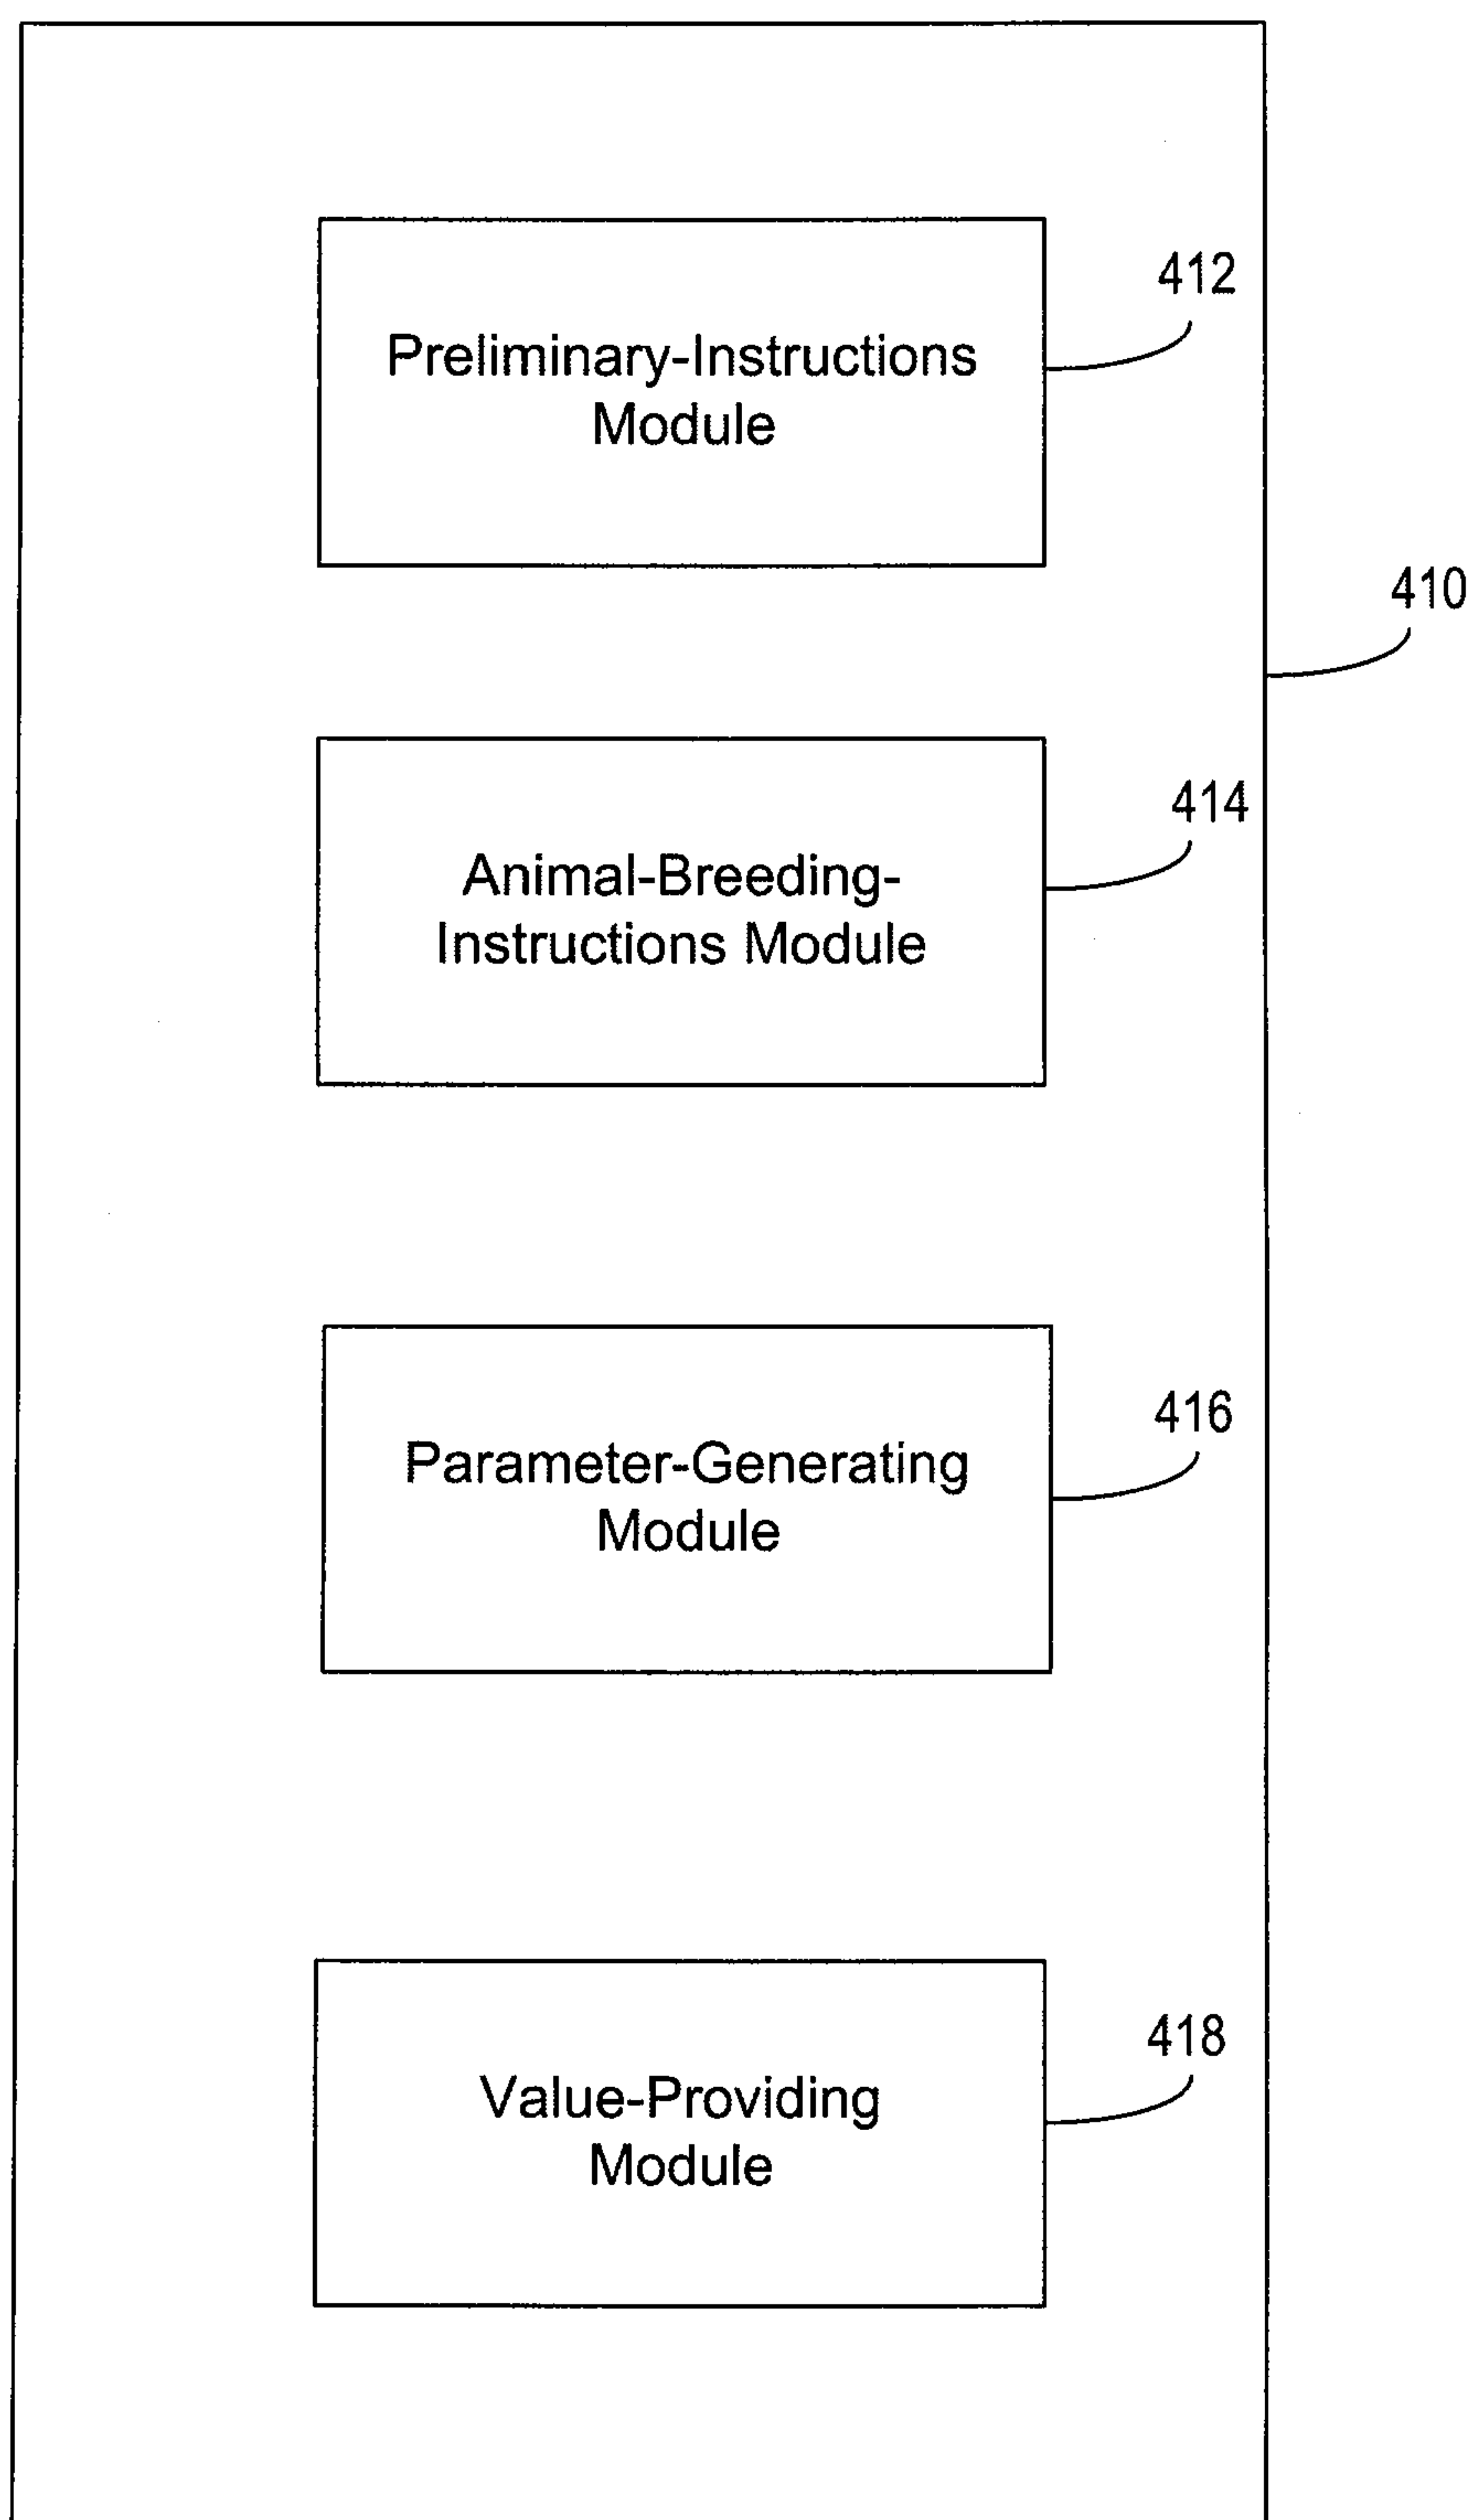 412
Preliminary-Instructions
Module
410
414
Animal-Breeding-
Instructions Module
416
Parameter-Generating
Module
418
Value-Providing
Module